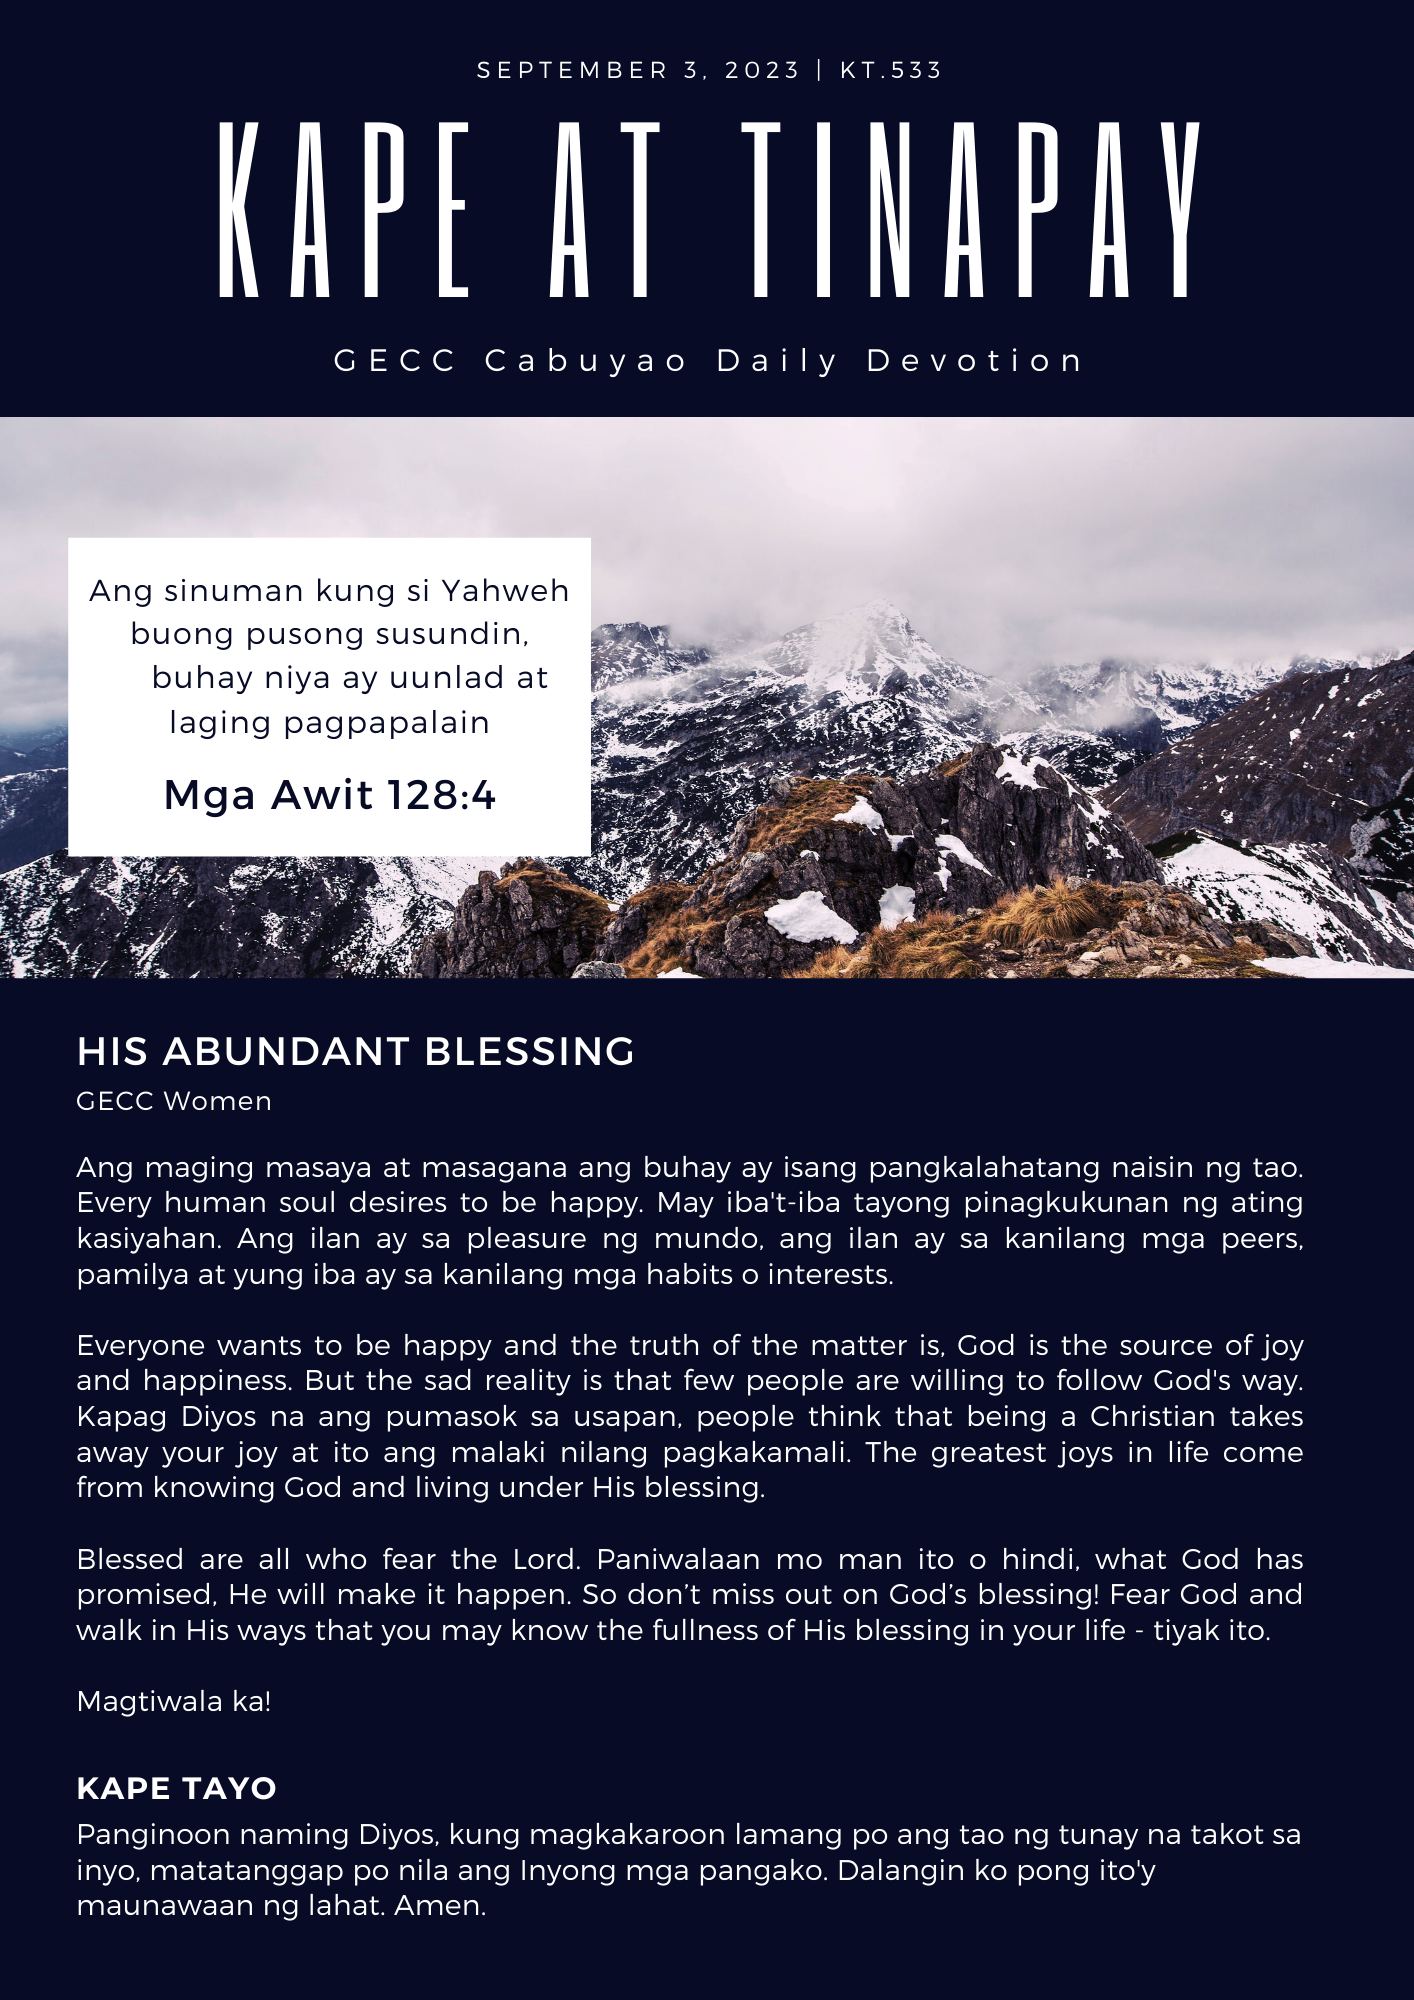 SEPTEMBER 3, 2023 | KT.533
KAPE AT TINAPAY
GECC Cabuyao Daily Devotion
Ang sinuman kung si Yahweh
buong pusong susundin,
buhay niya ay uunlad at
laging pagpapalain
Mga Awit 128:4
HIS ABUNDANT BLESSING
GECC Women
Ang maging masaya at masagana ang buhay ay isang pangkalahatang naisin ng tao.
Every human soul desires to be happy. May iba't-iba tayong pinagkukunan ng ating
kasiyahan. Ang ilan ay sa pleasure ng mundo, ang ilan ay sa kanilang mga peers,
pamilya at yung iba ay sa kanilang mga habits o interests.
Everyone wants to be happy and the truth of the matter is, God is the source of joy
and happiness. But the sad reality is that few people are willing to follow God's way.
Kapag Diyos na ang pumasok sa usapan, people think that being a Christian takes
away your joy at ito ang malaki nilang pagkakamali. The greatest joys in life come
from knowing God and living under His blessing.
Blessed are all who fear the Lord. Paniwalaan mo man ito o hindi, what God has
promised, He will make it happen. So don’t miss out on God’s blessing! Fear God and
walk in His ways that you may know the fullness of His blessing in your life - tiyak ito.
Magtiwala ka!
KAPE TAYO
Panginoon naming Diyos, kung magkakaroon lamang po ang tao ng tunay na takot sa
inyo, matatanggap po nila ang Inyong mga pangako. Dalangin ko pong ito'y
maunawaan ng lahat. Amen.